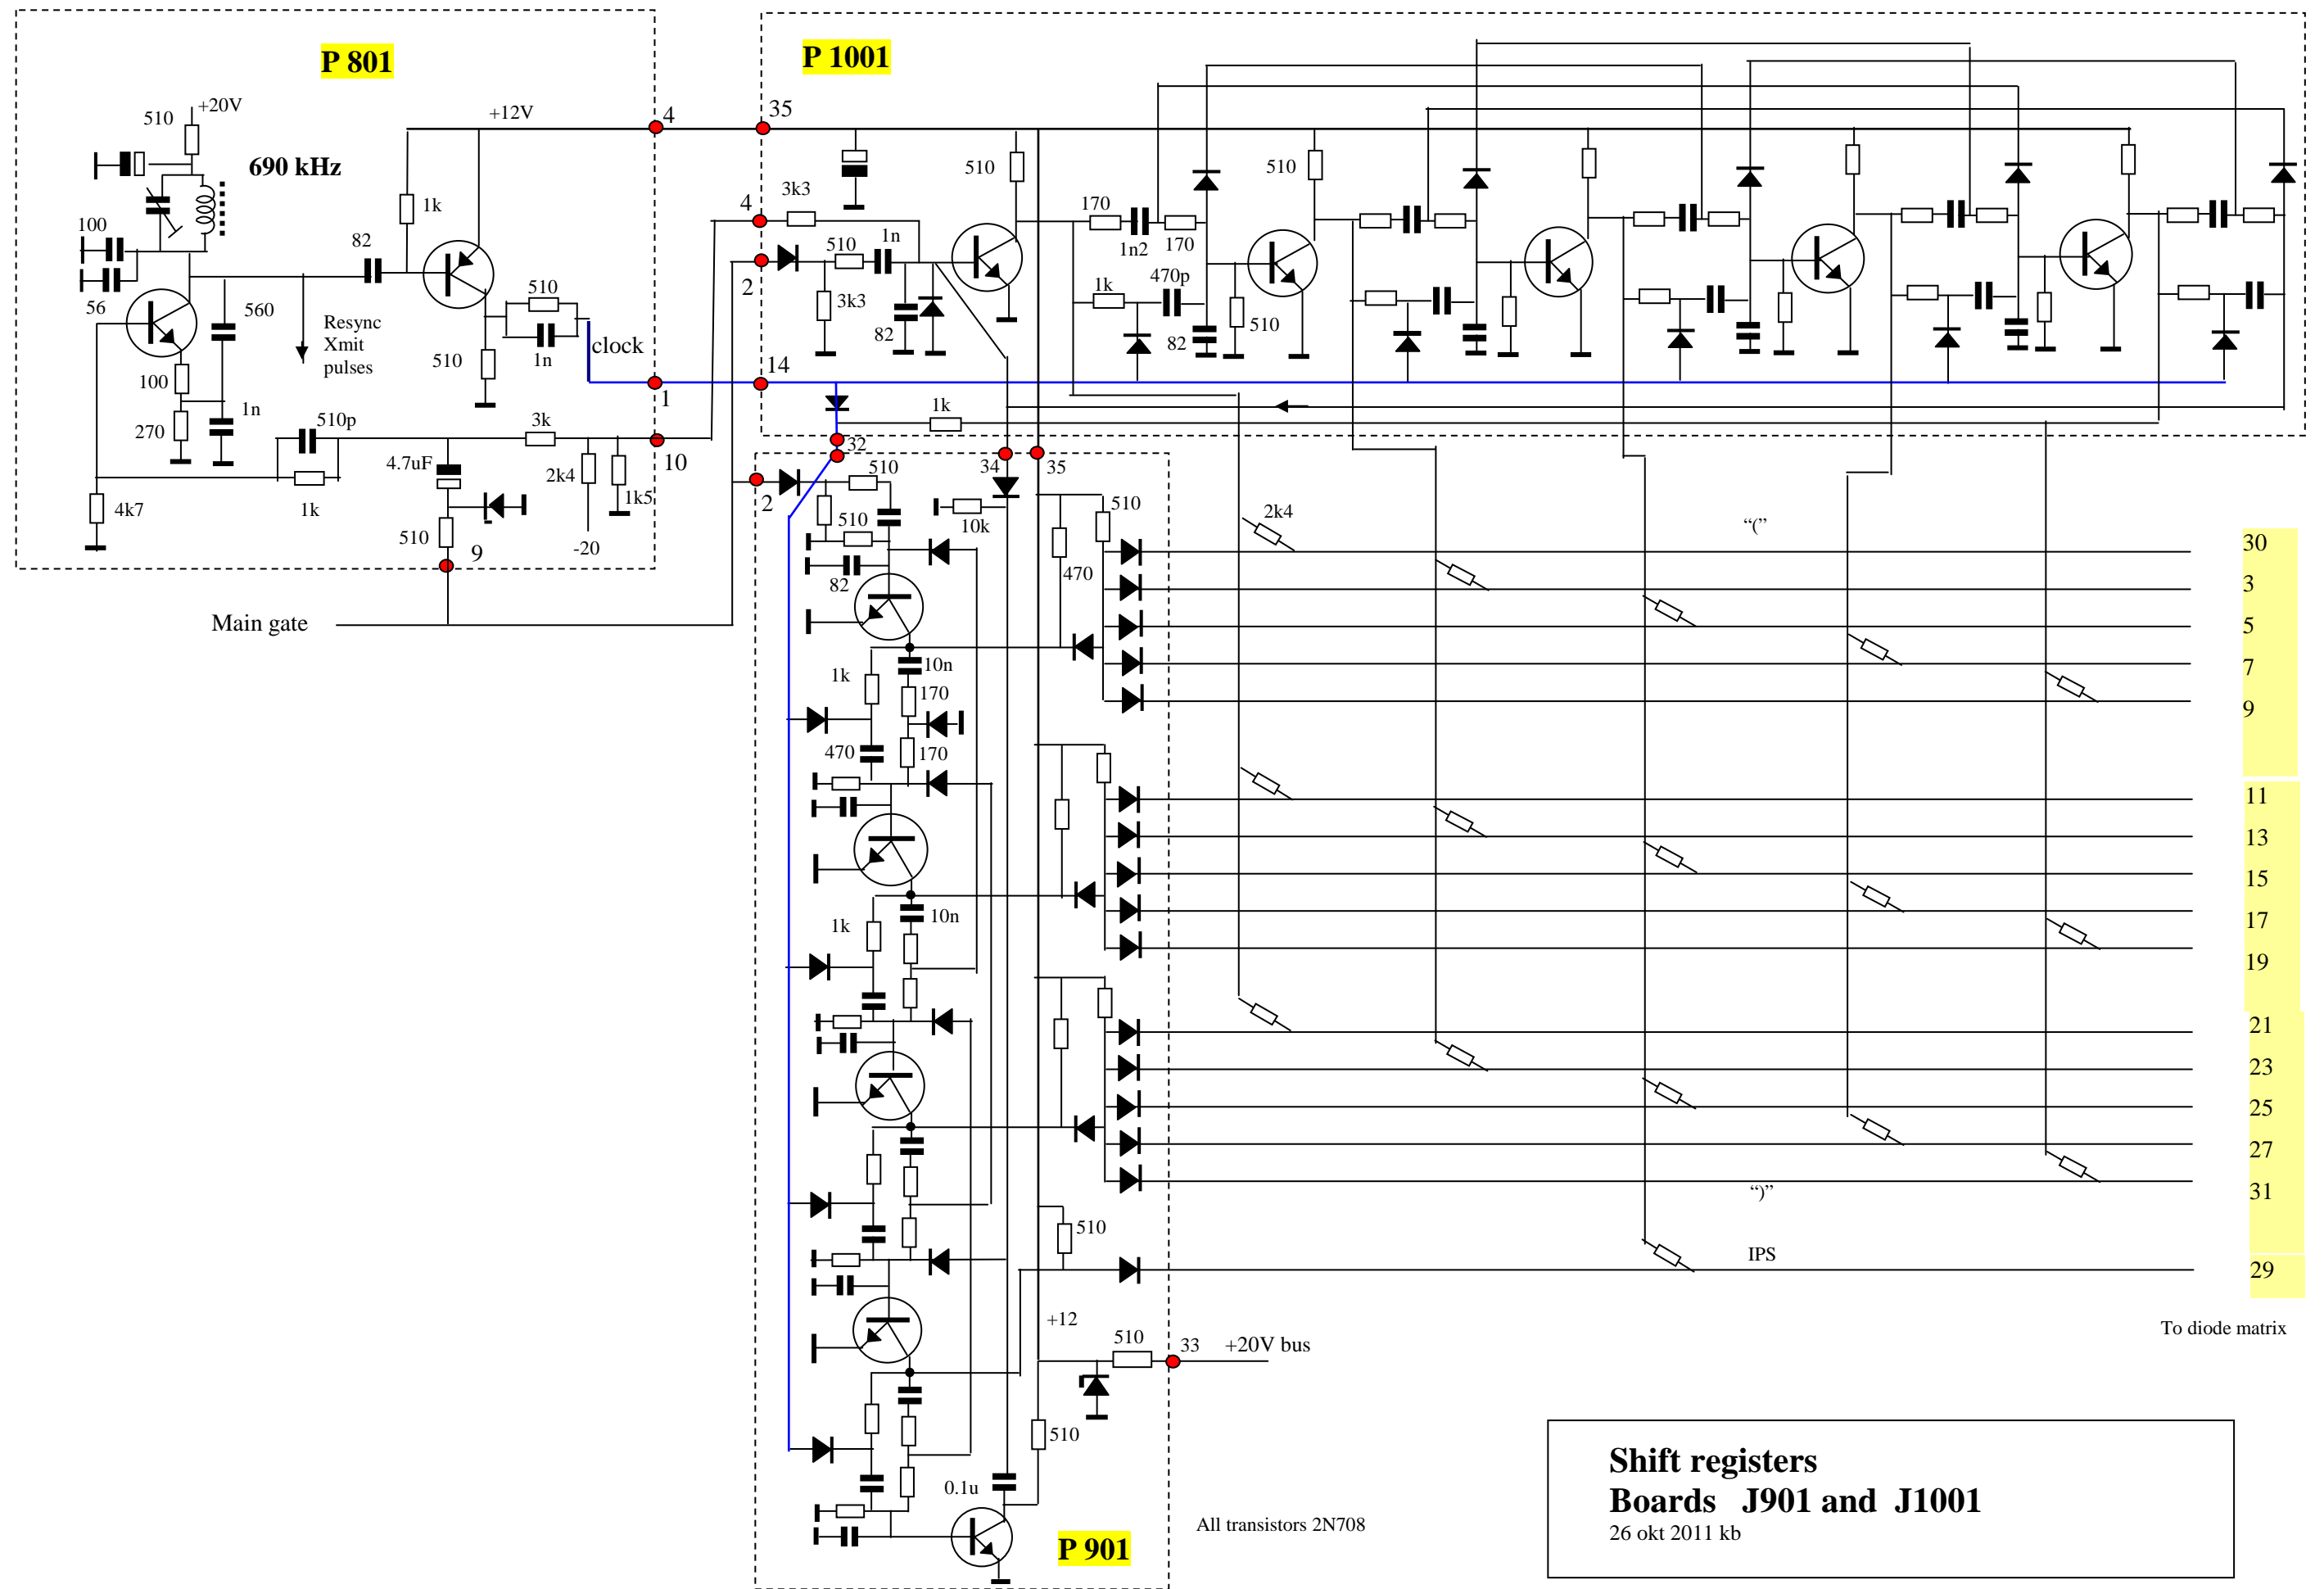 P 801
510
+20V
690 kHz
+12V
4
1k
100
82
56
560
Resync
Xmit
pulses
510
510
1n
clock
1
100
1n
270
510p
3k
4.7uF
10
2k4
1k5
4k7
1k
510
-20
9
Main gate
P 1001
35
4
3k3
510
2
510
1n
3k3
82
170
1n2
170
510
1k
470p
510
82
14
1k
32
34
35
2
510
510
10k
82
510
470
1k
10n
170
470
170
1k
10n
510
+12
510
33
+20V bus
510
0.1u
P 901
2k4
“(”
30
3
5
7
9
11
13
15
17
19
21
23
25
27
“)”
31
IPS
29
To diode matrix
All transistors 2N708
Shift registers
Boards J901 and J1001
26 okt 2011 kb